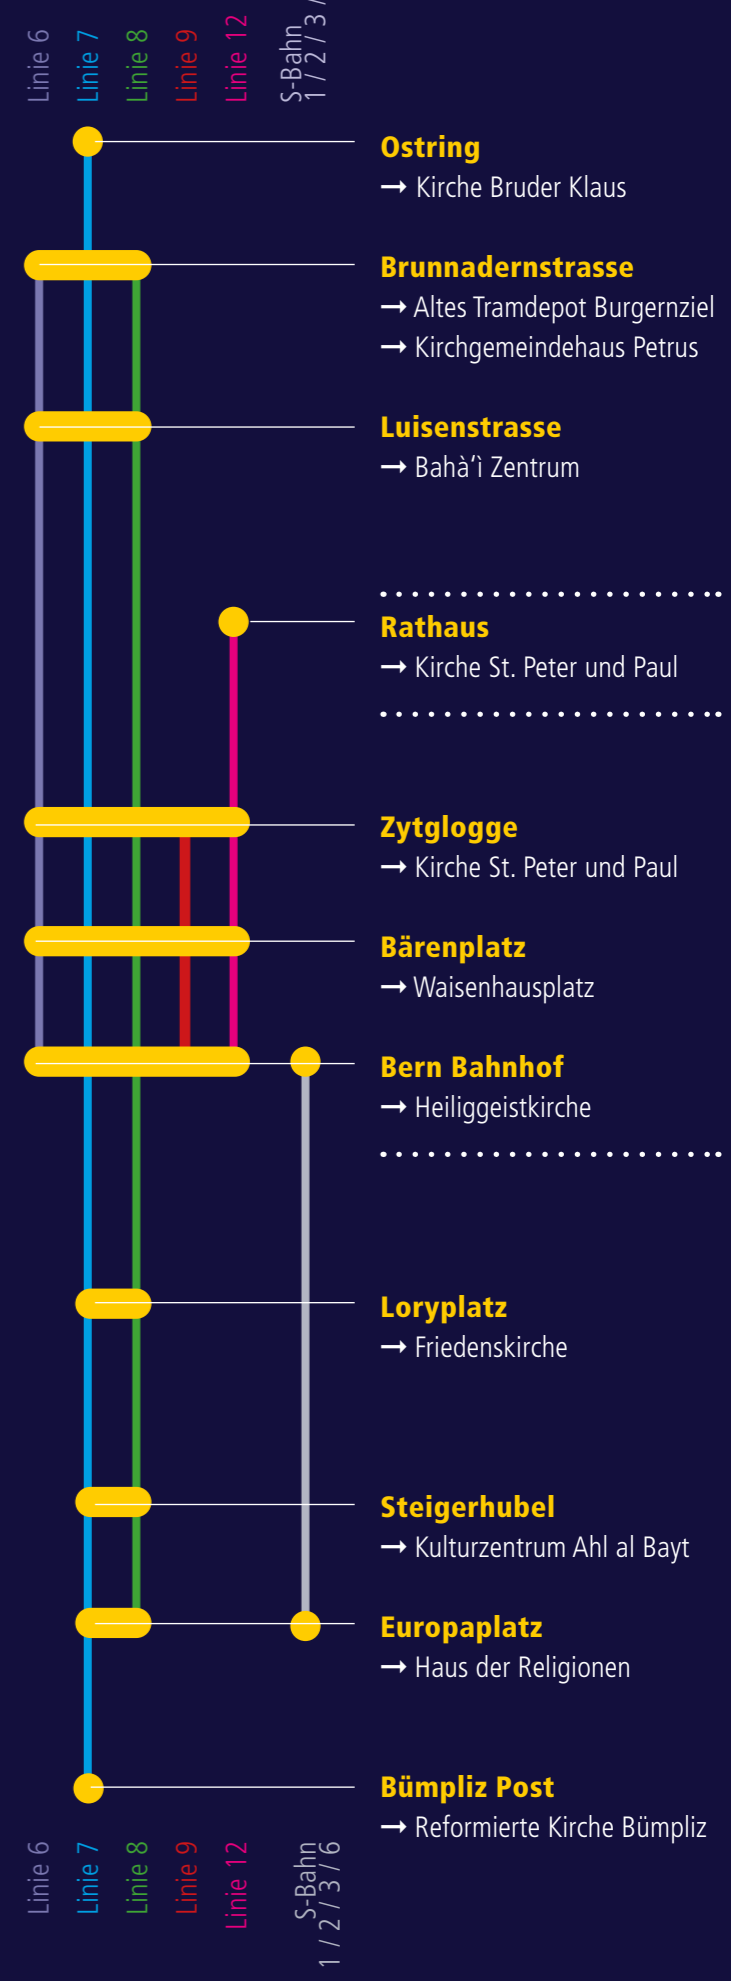 Linie 6
Linie 7
Linie 8
Linie 9
Linie 12
S-Bahn
1 / 2 / 3 /
Ostring
→ Kirche Bruder Klaus
Brunnadernstrasse
→ Altes Tramdepot Burgernziel
→ Kirchgemeindehaus Petrus
Luisenstrasse
→ Bahà‘ì Zentrum
Rathaus
→ Kirche St. Peter und Paul
Zytglogge
→ Kirche St. Peter und Paul
Bärenplatz
→ Waisenhausplatz
Bern Bahnhof
→ Heiliggeistkirche
Loryplatz
→ Friedenskirche
Steigerhubel
→ Kulturzentrum Ahl al Bayt
Europaplatz
→ Haus der Religionen
Bümpliz Post
→ Reformierte Kirche Bümpliz
Linie 6
Linie 7
Linie 8
Linie 9
Linie 12
S-Bahn
1 / 2 / 3 / 6